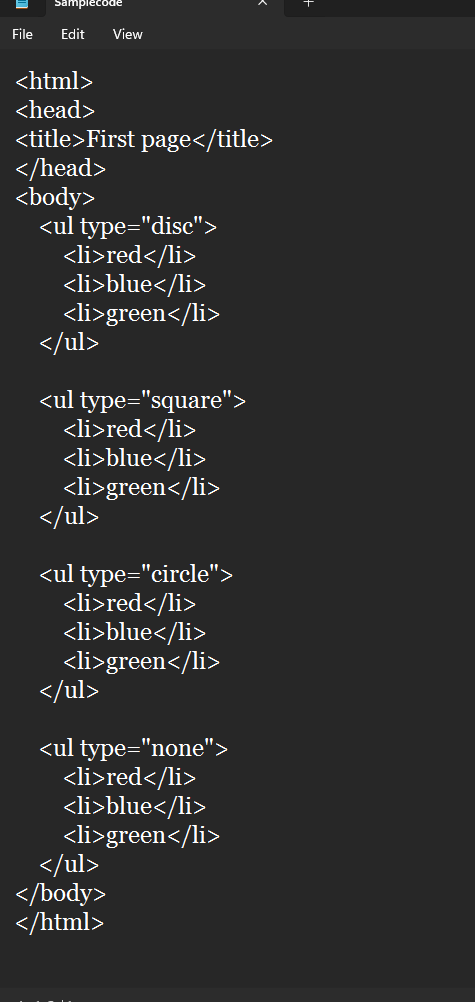 Samplecode
File Edit View
<html>
<head>
<title>First page</title>
</head>
<body>
    <ul type="disc">
        <li>red</li>
        <li>blue</li>
        <li>green</li>
    </ul>

    <ul type="square">
        <li>red</li>
        <li>blue</li>
        <li>green</li>
    </ul>

    <ul type="circle">
        <li>red</li>
        <li>blue</li>
        <li>green</li>
    </ul>

    <ul type="none">
        <li>red</li>
        <li>blue</li>
        <li>green</li>
    </ul>
</body>
</html>